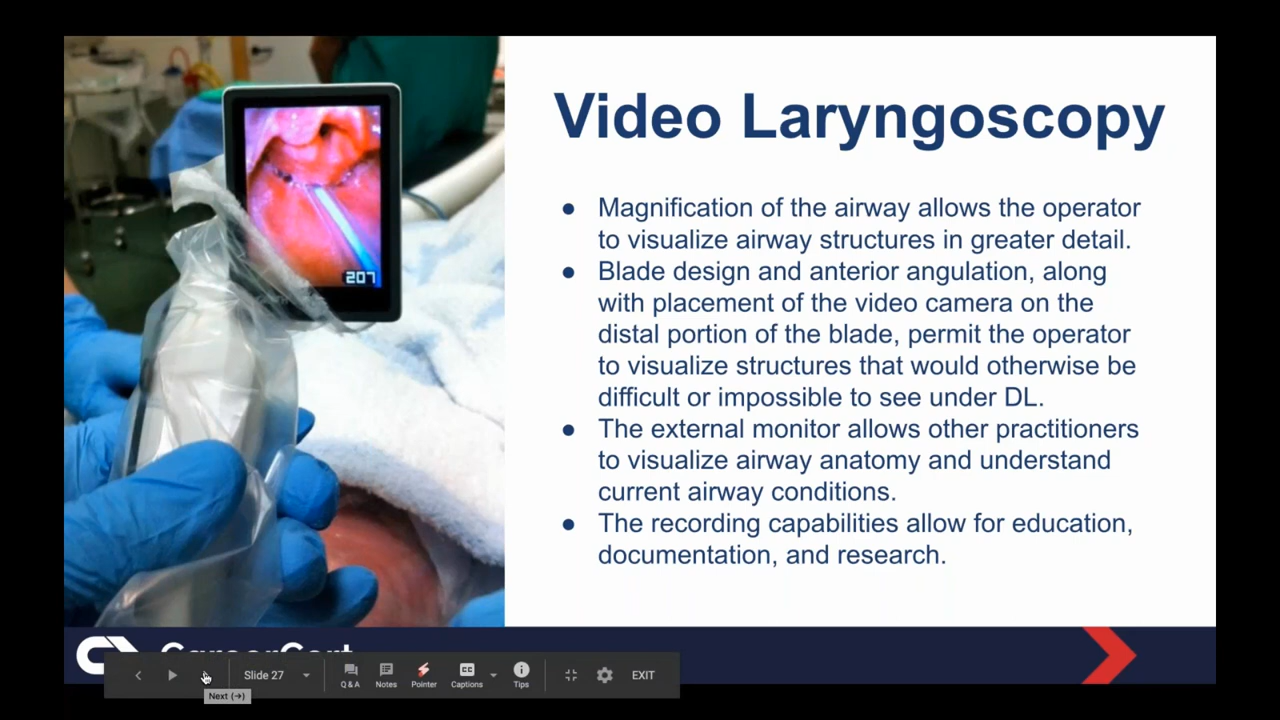 Video Laryngoscopy
● Magnification of the airway allows the operator
to visualize airway structures in greater detail.
● Blade design and anterior angulation, along
with placement of the video camera on the
distal portion of the blade, permit the operator
to visualize structures that would otherwise be
difficult or impossible to see under DL.
● The external monitor allows other practitioners
to visualize airway anatomy and understand
current airway conditions.
● The recording capabilities allow for education,
documentation, and research.
207
CareerCert
Slide 27
Q & A
Notes
Pointer
CC
Captions
Tips
EXIT
Next (→)